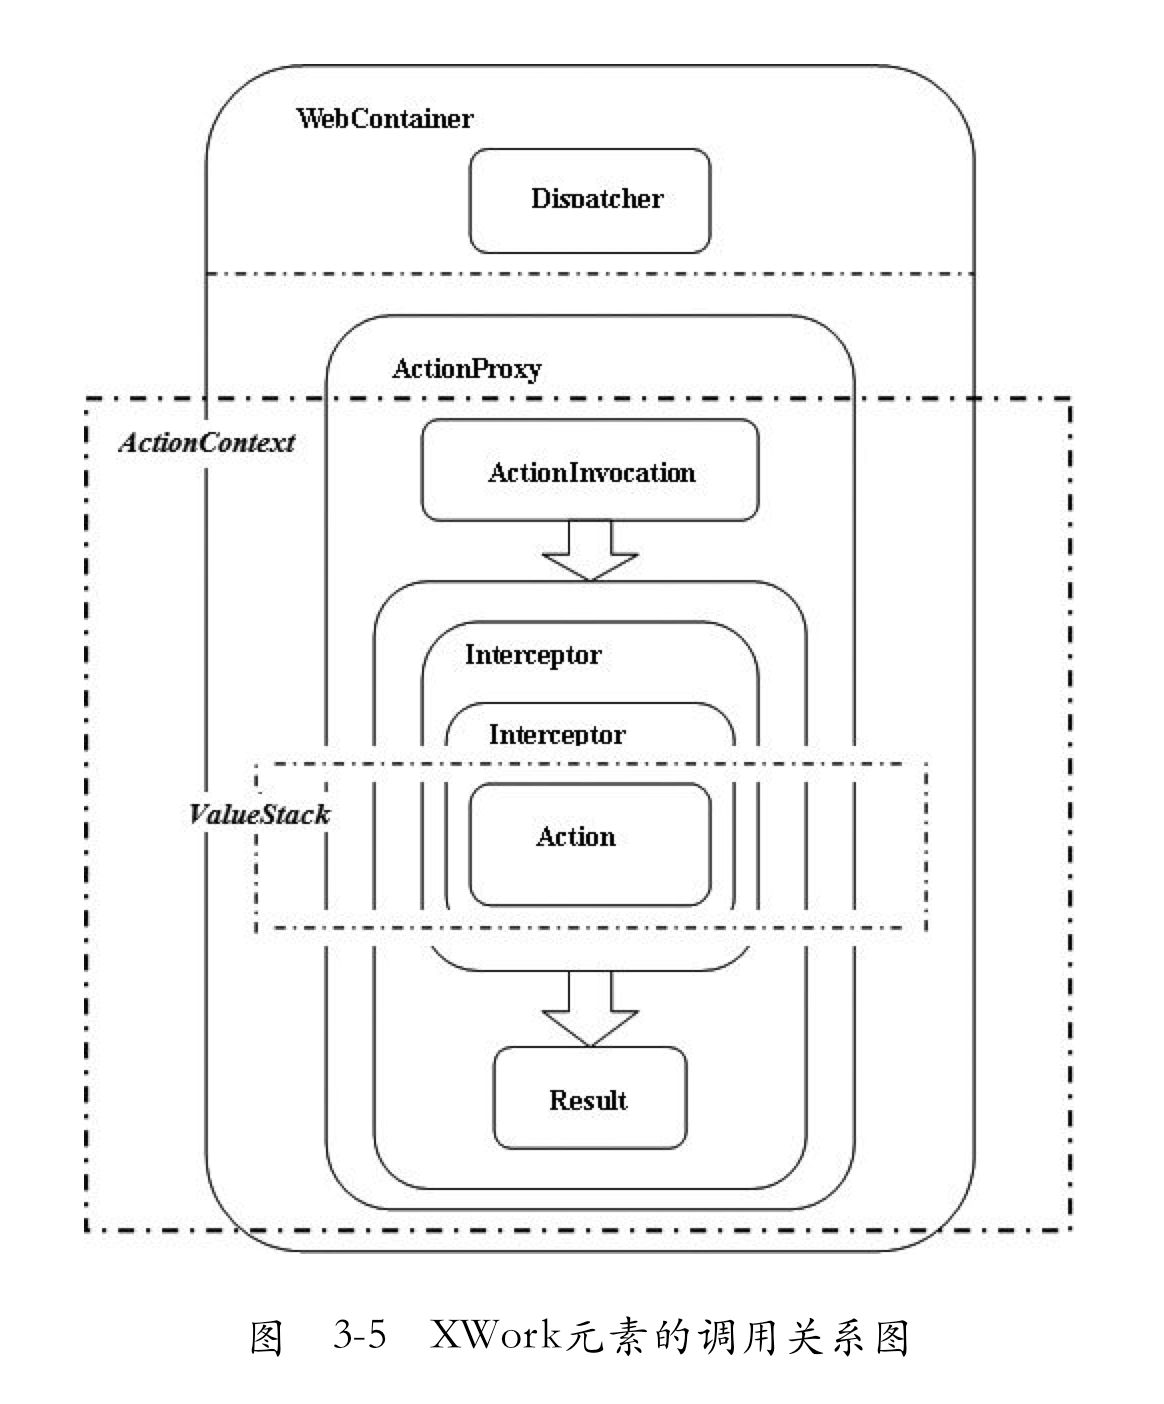 WebContainer
Dispatcher
ActionProxy
ActionContext
ActionInvocation
Interceptor
Interceptor
ValueStack
Action
Result
图 3-5 XWork元素的调用关系图